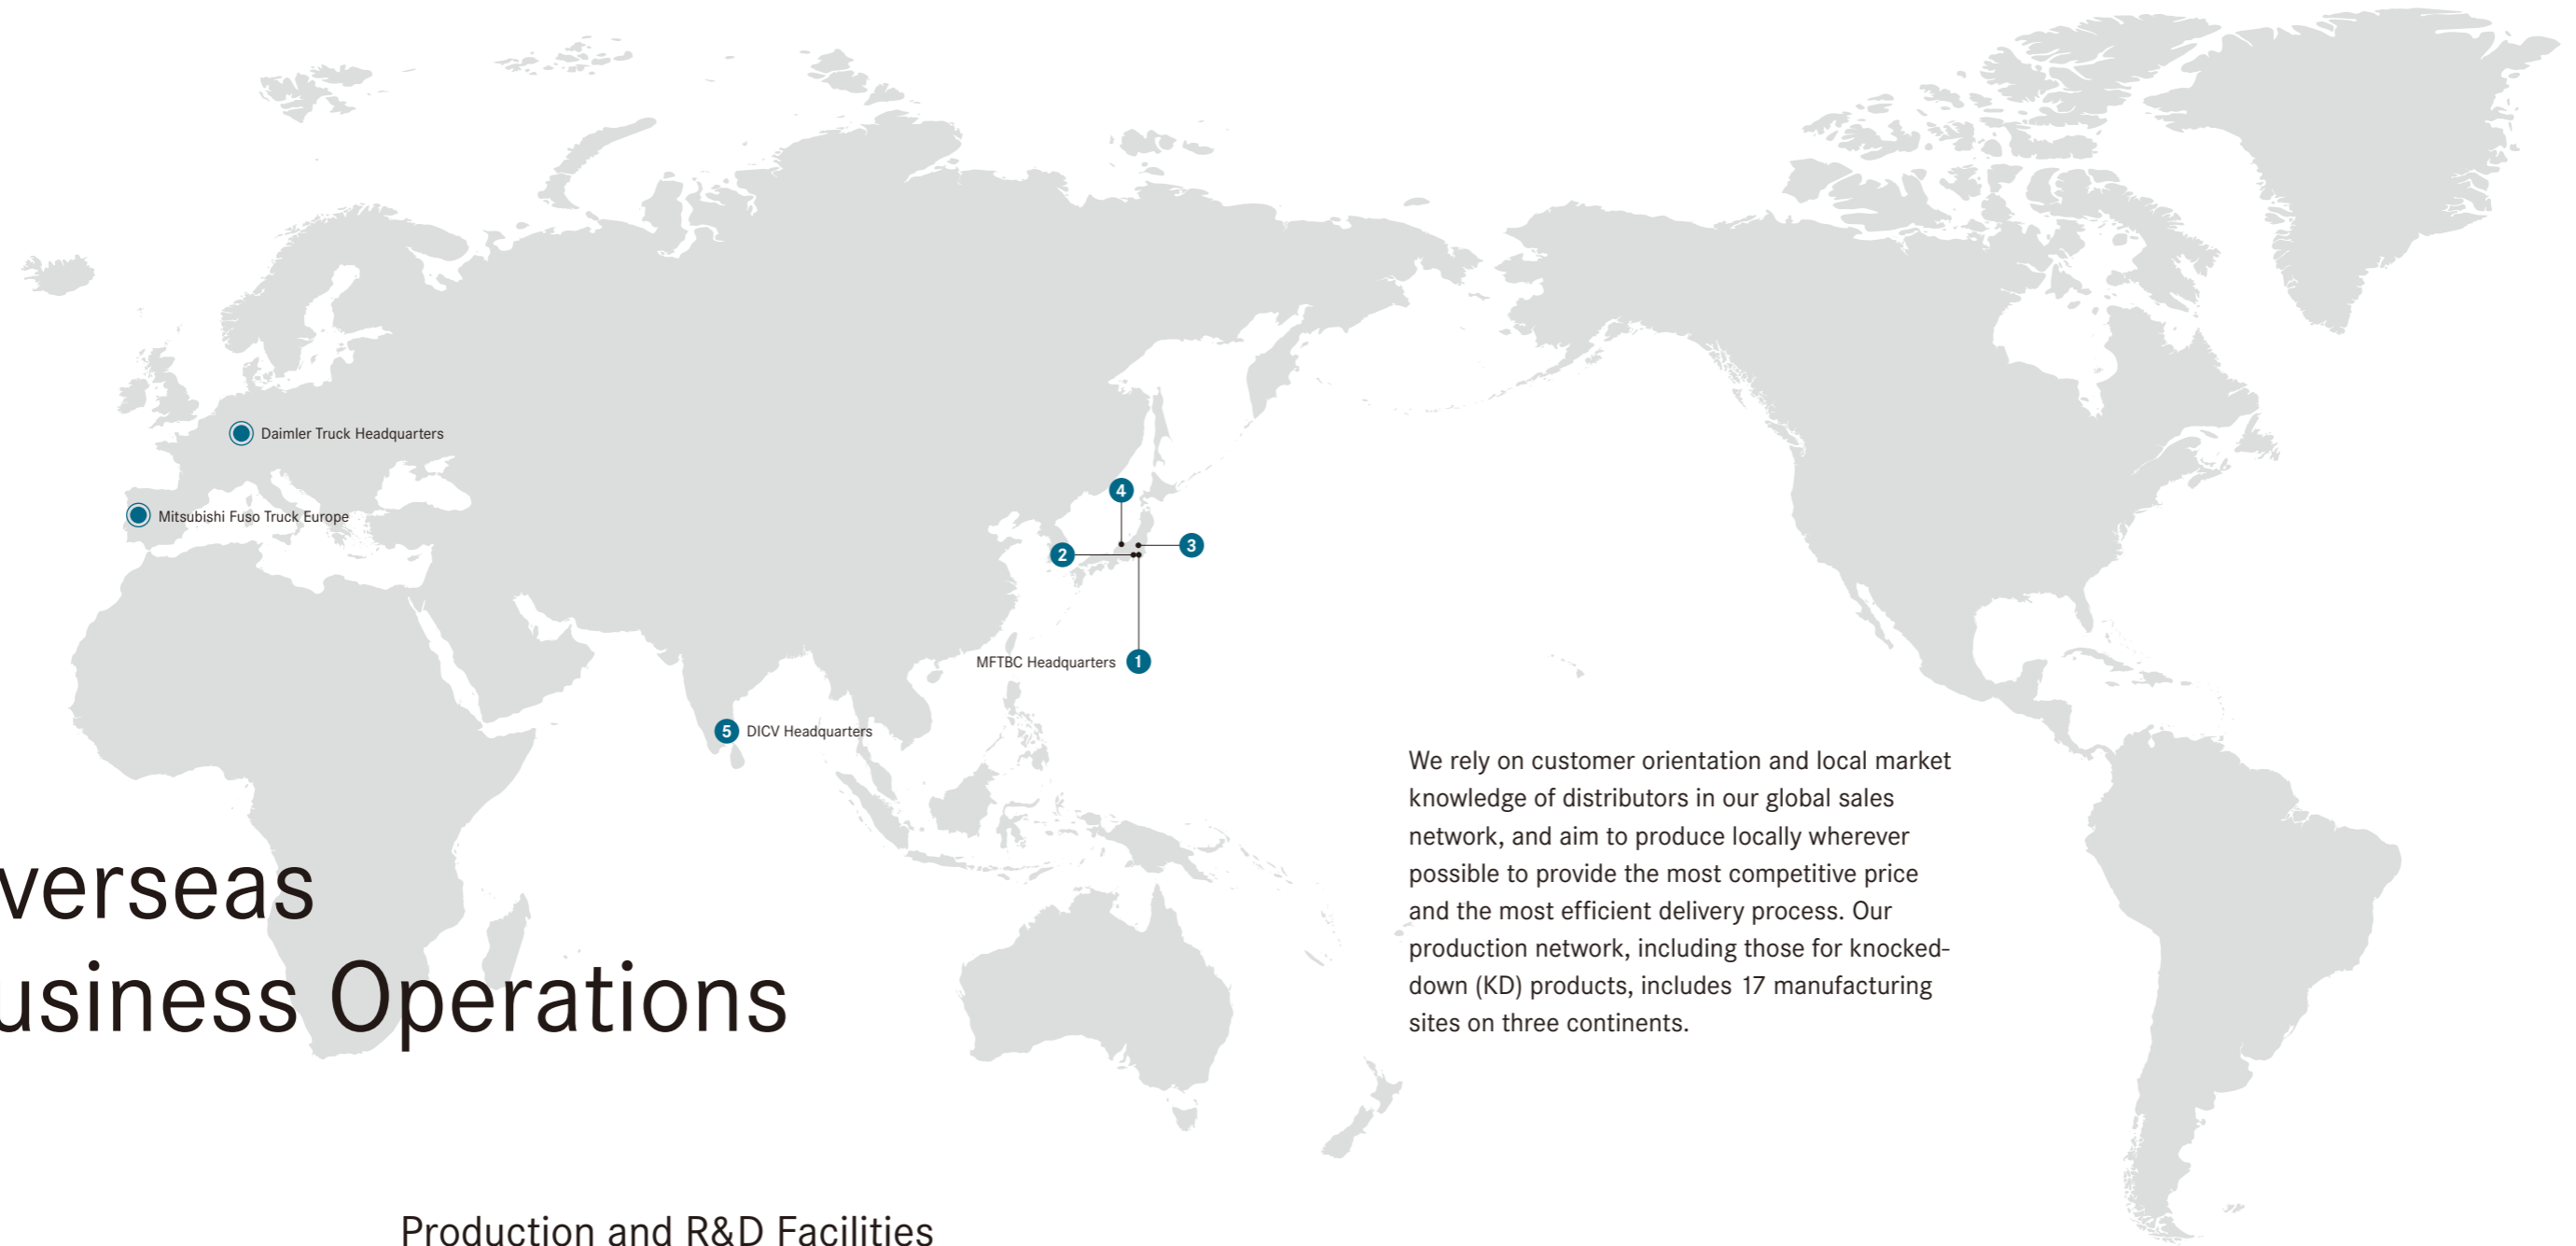 Daimler Truck Headquarters
Mitsubishi Fuso Truck Europe
4
2
3
MFTBC Headquarters 1
5 DICV Headquarters
We rely on customer orientation and local market
knowledge of distributors in our global sales
network, and aim to produce locally wherever
possible to provide the most competitive price
and the most efficient delivery process. Our
production network, including those for knocked-
down (KD) products, includes 17 manufacturing
sites on three continents.
verseas
usiness Operations
Production and R&D Facilities